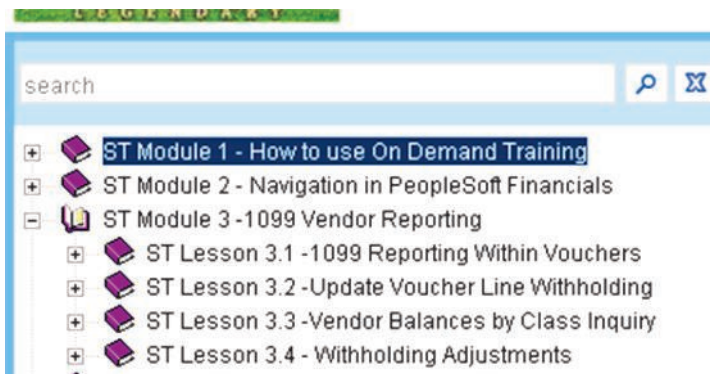 LEGENDARY
search
ST Module 1 - How to use On Demand Training
ST Module 2 - Navigation in PeopleSoft Financials
ST Module 3 -1099 Vendor Reporting
ST Lesson 3.1 -1099 Reporting Within Vouchers
ST Lesson 3.2 -Update Voucher Line Withholding
ST Lesson 3.3 -Vendor Balances by Class Inquiry
ST Lesson 3.4 - Withholding Adjustments